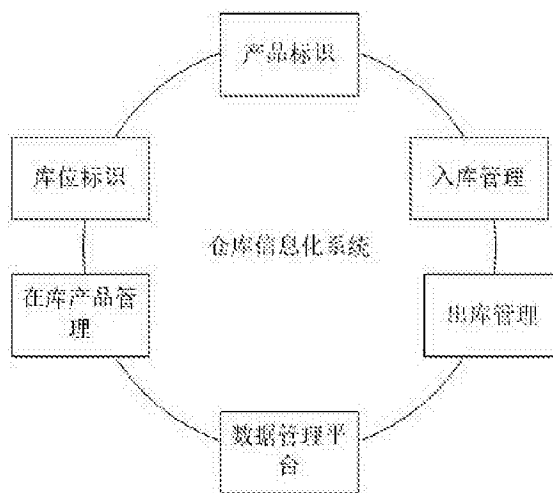 产品标识
库位标识
入库管理
仓库信息化系统
在库产品管
理
出库管理
数据管理平
台